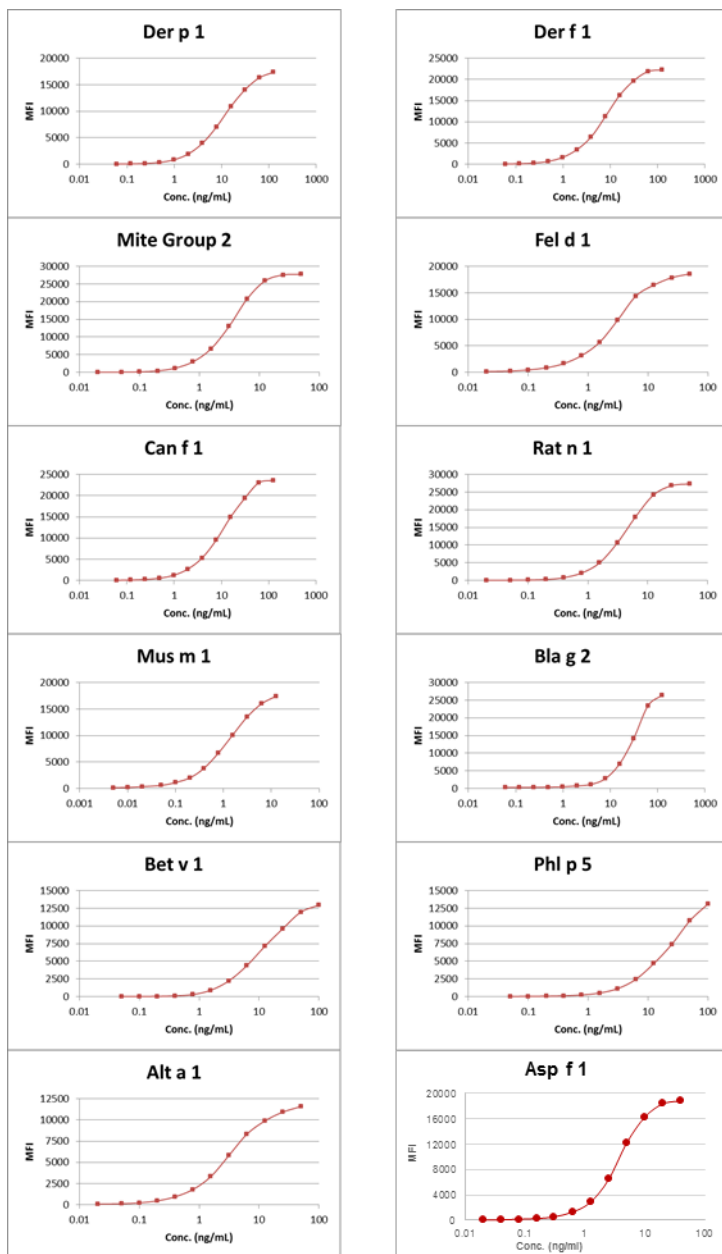 Der p 1
20000
15000
10000
5000
0
MFI
0.01 0.1 1 10 100 1000
Conc. (ng/mL)
Der f 1
25000
20000
15000
10000
5000
0
MFI
0.01 0.1 1 10 100 1000
Conc. (ng/mL)
Mite Group 2
30000
25000
20000
15000
10000
5000
0
MFI
0.01 0.1 1 10 100
Conc. (ng/mL)
Fel d 1
20000
15000
10000
5000
0
MFI
0.01 0.1 1 10 100
Conc. (ng/mL)
Can f 1
25000
20000
15000
10000
5000
0
MFI
0.01 0.1 1 10 100 1000
Conc. (ng/mL)
Rat n 1
30000
25000
20000
15000
10000
5000
0
MFI
0.01 0.1 1 10 100
Conc. (ng/mL)
Mus m 1
20000
15000
10000
5000
0
MFI
0.001 0.01 0.1 1 10 100
Conc. (ng/mL)
Bla g 2
30000
25000
20000
15000
10000
5000
0
MFI
0.01 0.1 1 10 100 1000
Conc. (ng/mL)
Bet v 1
15000
12500
10000
7500
5000
2500
0
MFI
0.01 0.1 1 10 100
Conc. (ng/mL)
Phl p 5
15000
12500
10000
7500
5000
2500
0
MFI
0.01 0.1 1 10 100
Conc. (ng/mL)
Alt a 1
12500
10000
7500
5000
2500
0
MFI
0.01 0.1 1 10 100
Conc. (ng/mL)
Asp f 1
20000
16000
12000
8000
4000
0
MFI
0.01 0.1 1 10 100
Conc. (ng/ml)